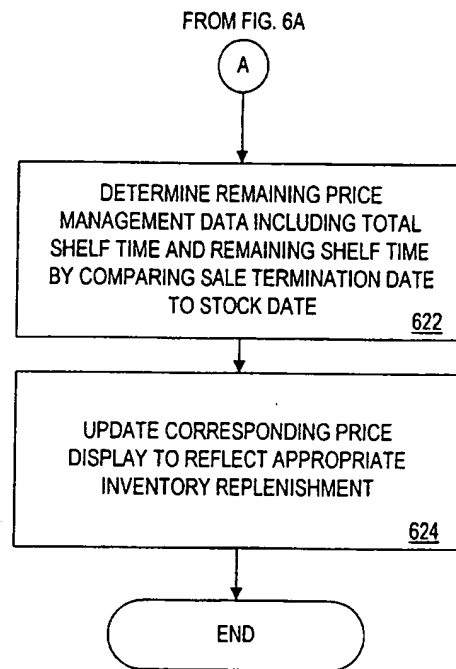 FROM FIG. 6A
A
DETERMINE REMAINING PRICE
MANAGEMENT DATA INCLUDING TOTAL
SHELF TIME AND REMAINING SHELF TIME
BY COMPARING SALE TERMINATION DATE
TO STOCK DATE
622
UPDATE CORRESPONDING PRICE
DISPLAY TO REFLECT APPROPRIATE
INVENTORY REPLENISHMENT
624
END